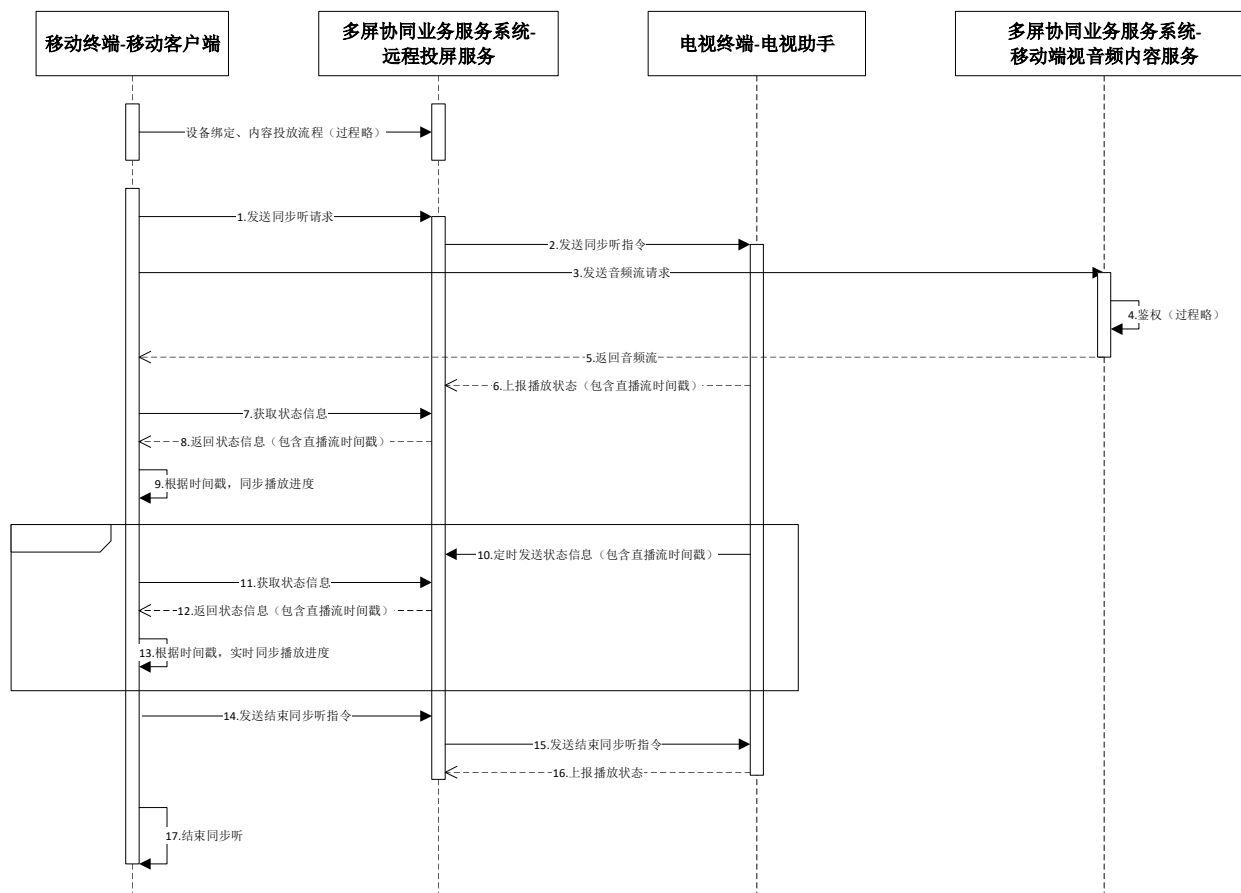 移动终端-移动客户端
多屏协同业务服务系统-
远程投屏服务
电视终端-电视助手
多屏协同业务服务系统-
移动端视音频内容服务
设备绑定、内容投放流程（过程略）
1.发送同步听请求
2.发送同步听指令
3.发送音频流请求
4.鉴权（过程略）
5.返回音频流
6.上报播放状态（包含直播流时间戳）
7.获取状态信息
8.返回状态信息（包含直播流时间戳）
9.根据时间戳，同步播放进度
10.定时发送状态信息（包含直播流时间戳）
11.获取状态信息
12.返回状态信息（包含直播流时间戳）
13.根据时间戳，实时同步播放进度
14.发送结束同步听指令
15.发送结束同步听指令
16.上报播放状态
17.结束同步听